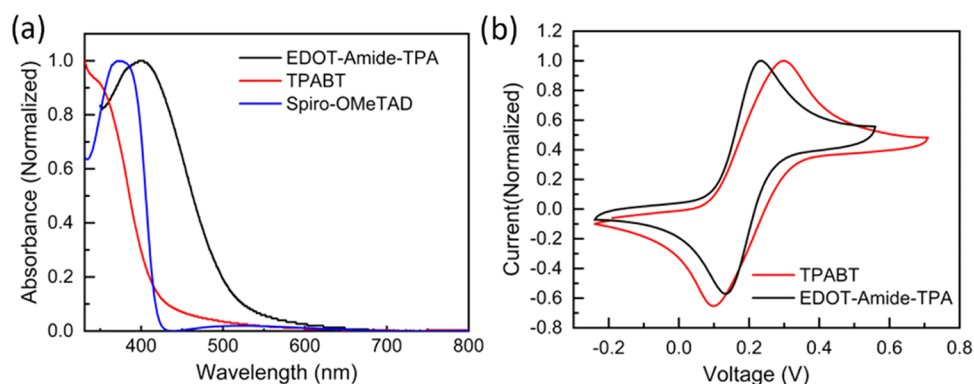 (a)
EDOT-Amide-TPA
TPABT
Spiro-OMeTAD
Absorbance (Normalized)
1.0
0.8
0.6
0.4
0.2
0.0
400 500 600 700 800
Wavelength (nm)
(b)
Current(Normalized)
1.2
1.0
0.8
0.6
0.4
0.2
0.0
-0.2
-0.4
-0.6
-0.8
TPABT
EDOT-Amide-TPA
-0.2 0.0 0.2 0.4 0.6 0.8
Voltage (V)